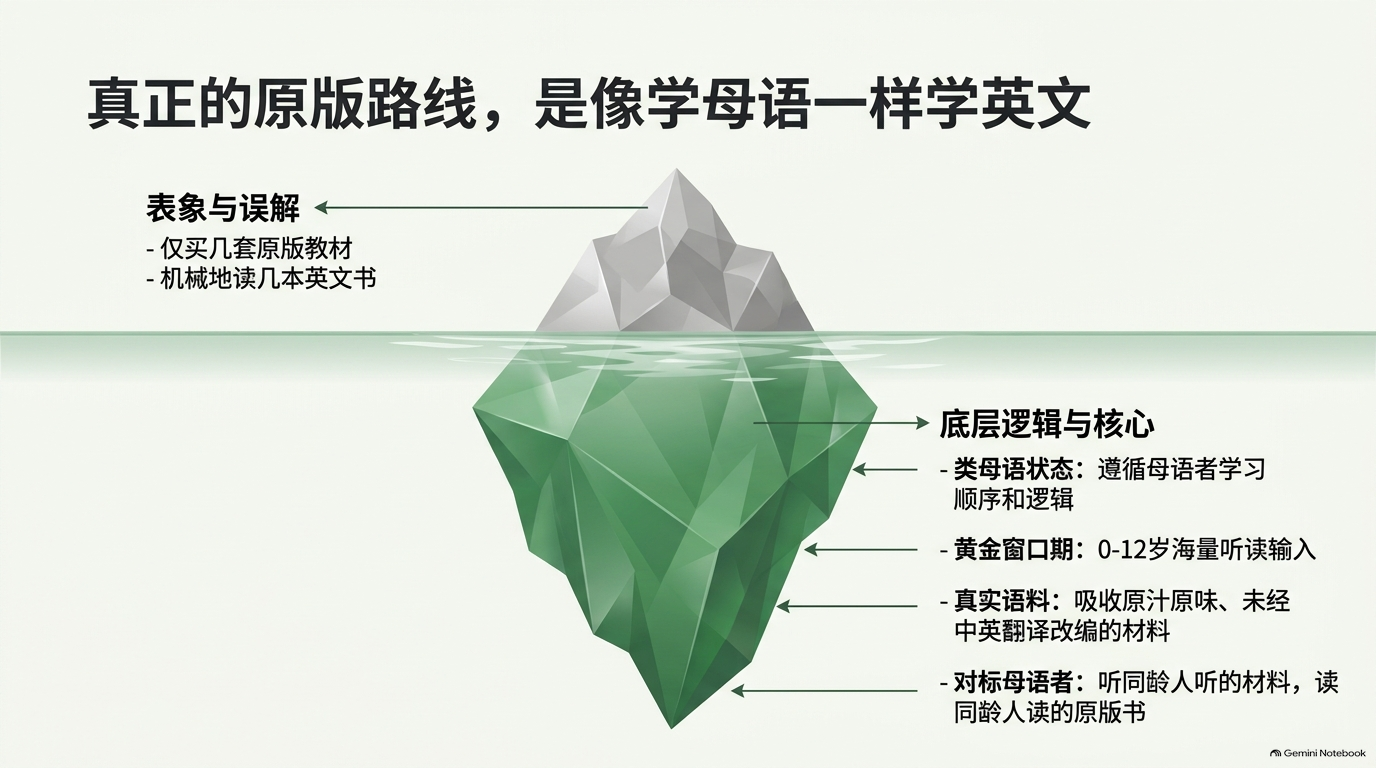 真正的原版路线，是像学母语一样学英文
表象与误解
- 仅买几套原版教材
- 机械地读几本英文书
底层逻辑与核心
- 类母语状态：遵循母语者学习
顺序和逻辑
- 黄金窗口期：0-12岁海量听读输入
- 真实语料：吸收原汁原味、未经
中英翻译改编的材料
- 对标母语者：听同龄人听的材料，读
同龄人读的原版书
Gemini Notebook